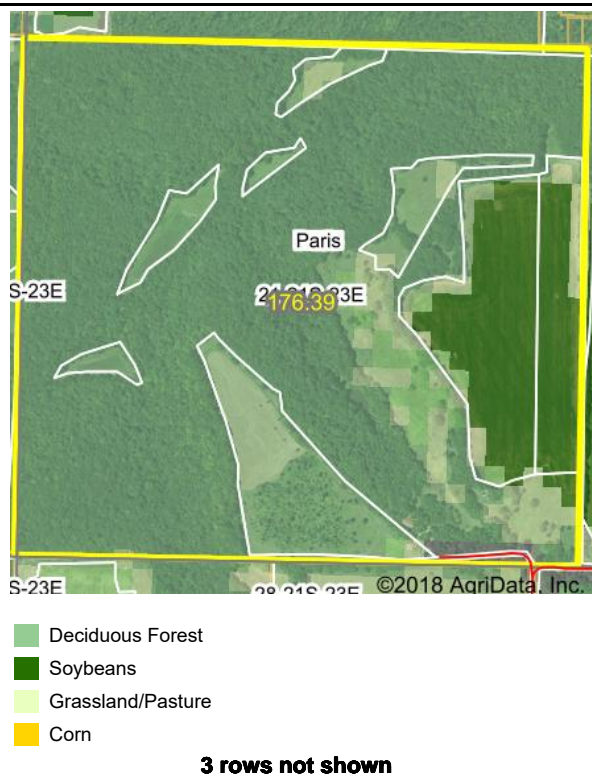 Paris
S-23E
23E
176.39
S-23E
28-21S-23E
©2018 AgriData, Inc.
Deciduous Forest
Soybeans
Grassland/Pasture
Corn
3 rows not shown